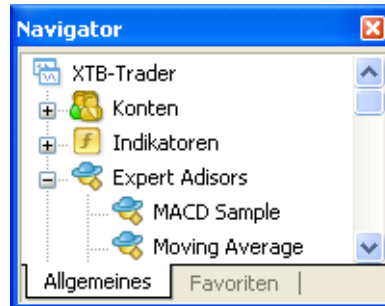 Navigator
XTB-Trader
Konten
Indikatoren
Expert Adisors
MACD Sample
Moving Average
Allgemeines Favoriten